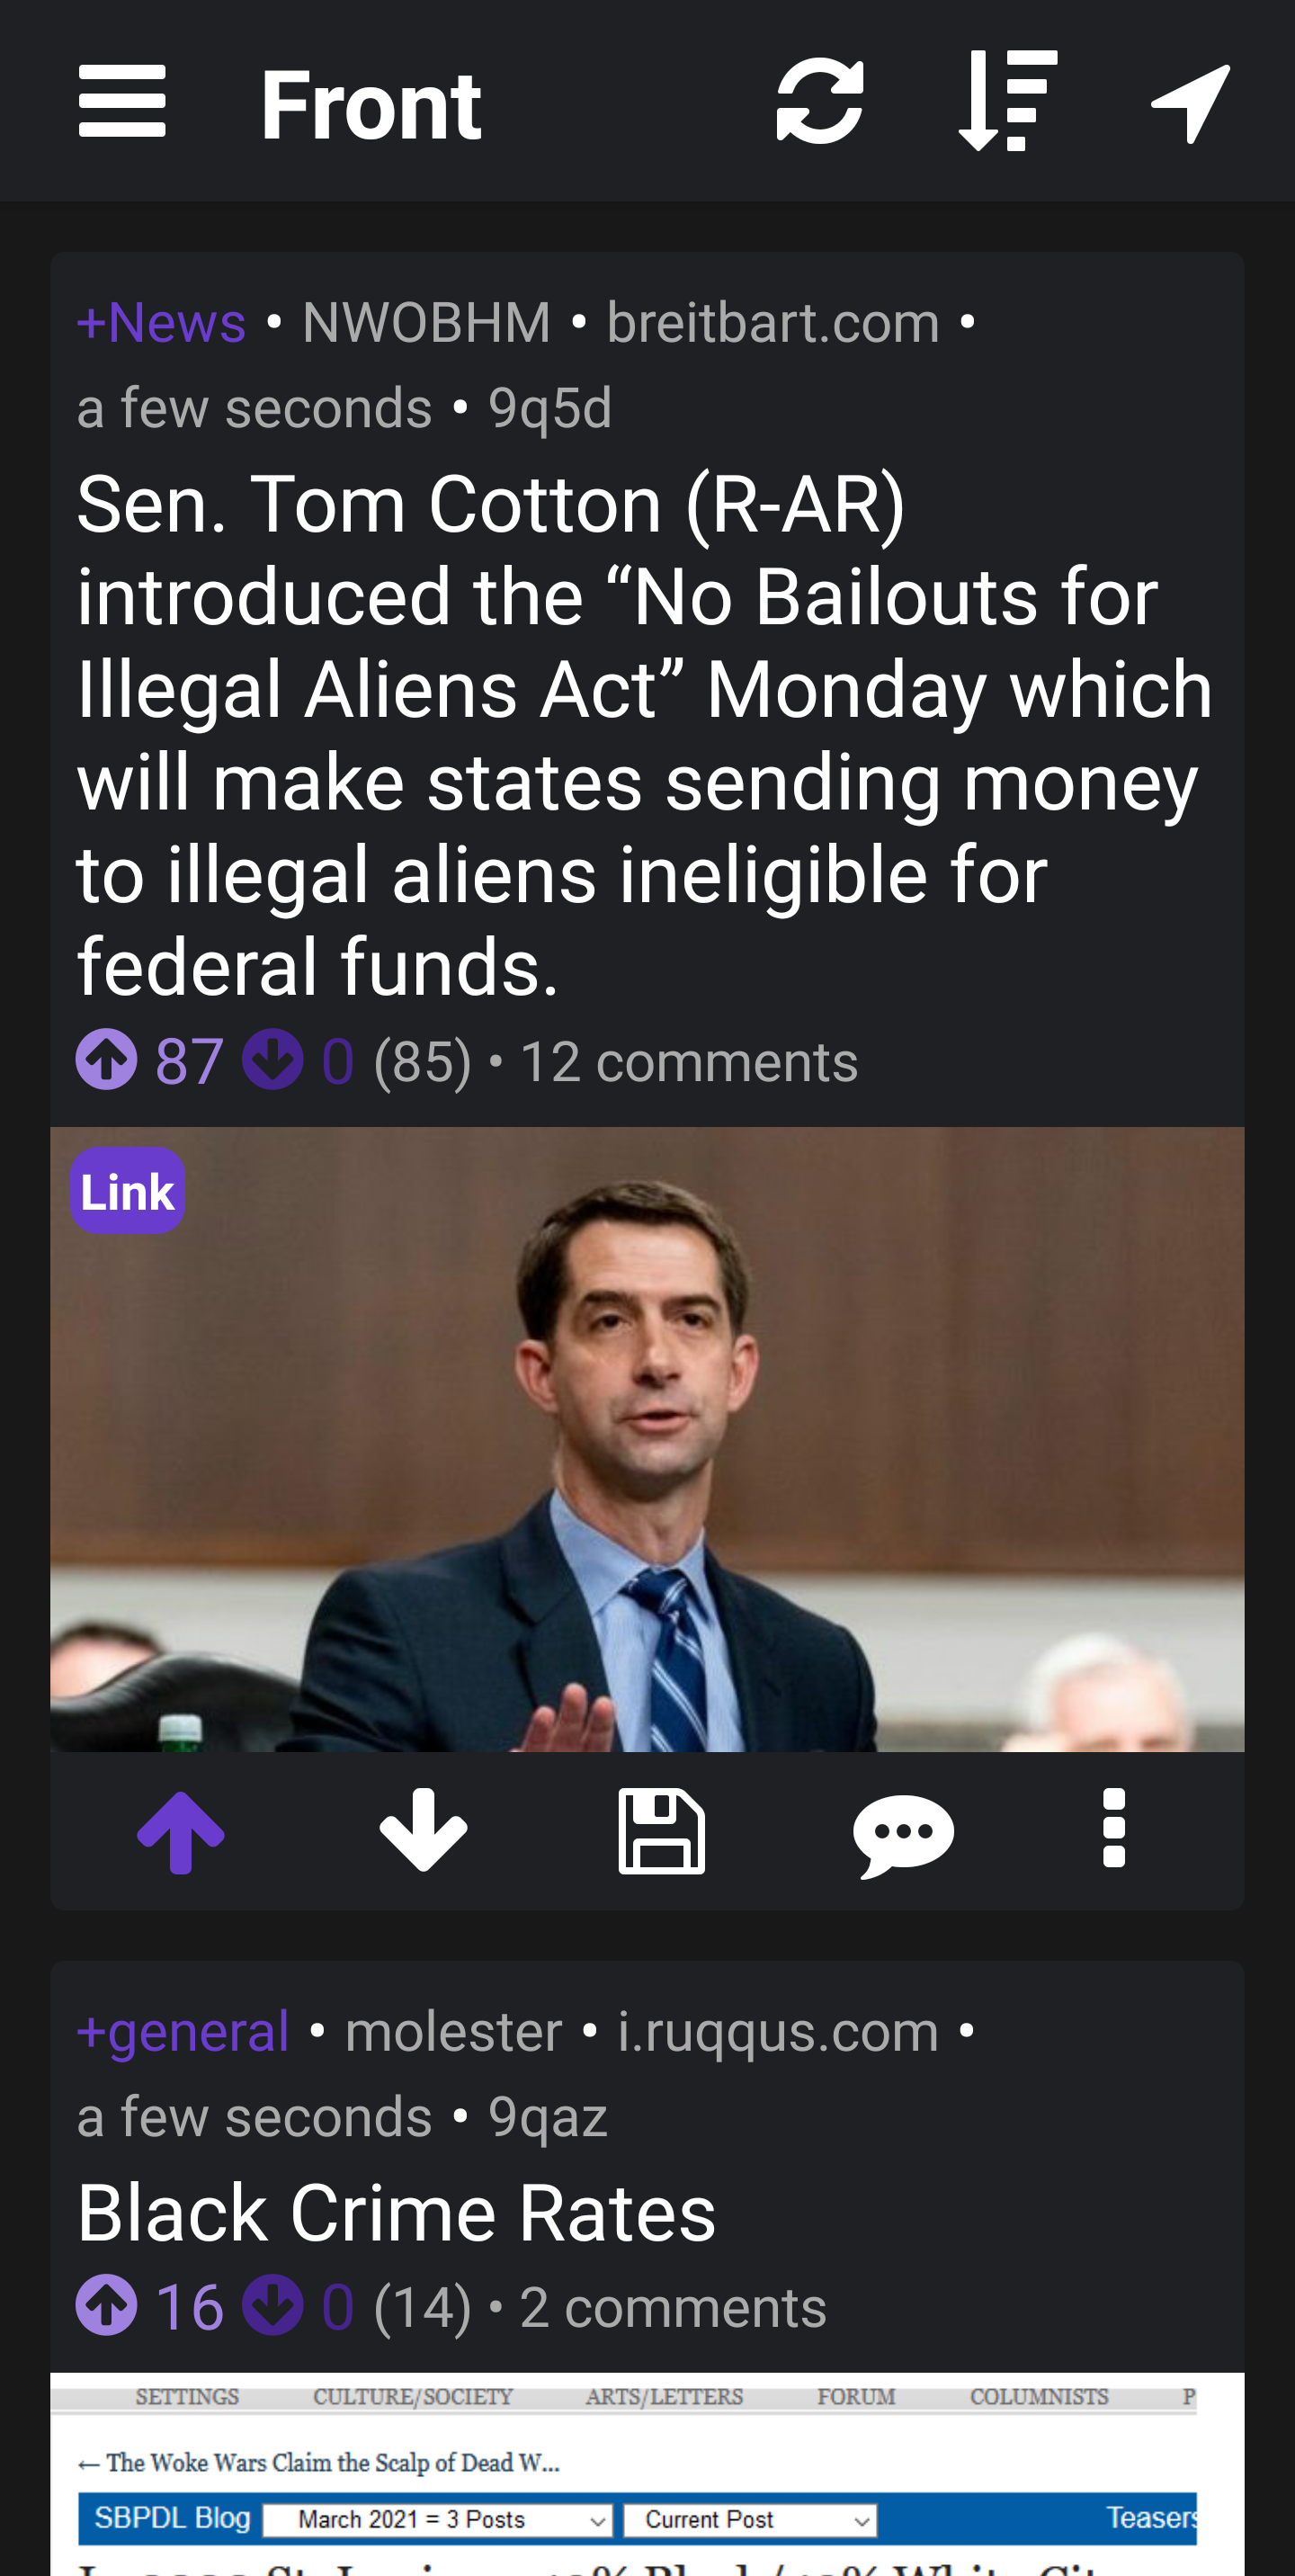 Front
+News • NWOBHM • breitbart.com •
a few seconds • 9q5d
Sen. Tom Cotton (R-AR)
introduced the “No Bailouts for
Illegal Aliens Act” Monday which
will make states sending money
to illegal aliens ineligible for
federal funds.
87 0 (85) • 12 comments
Link
+general • molester • i.ruqqus.com •
a few seconds • 9qaz
Black Crime Rates
16 0 (14) • 2 comments
SETTINGS CULTURE/SOCIETY ARTS/LETTERS FORUM COLUMNISTS P
← The Woke Wars Claim the Scalp of Dead W...
SBPDL Blog March 2021 = 3 Posts Current Post Teasers